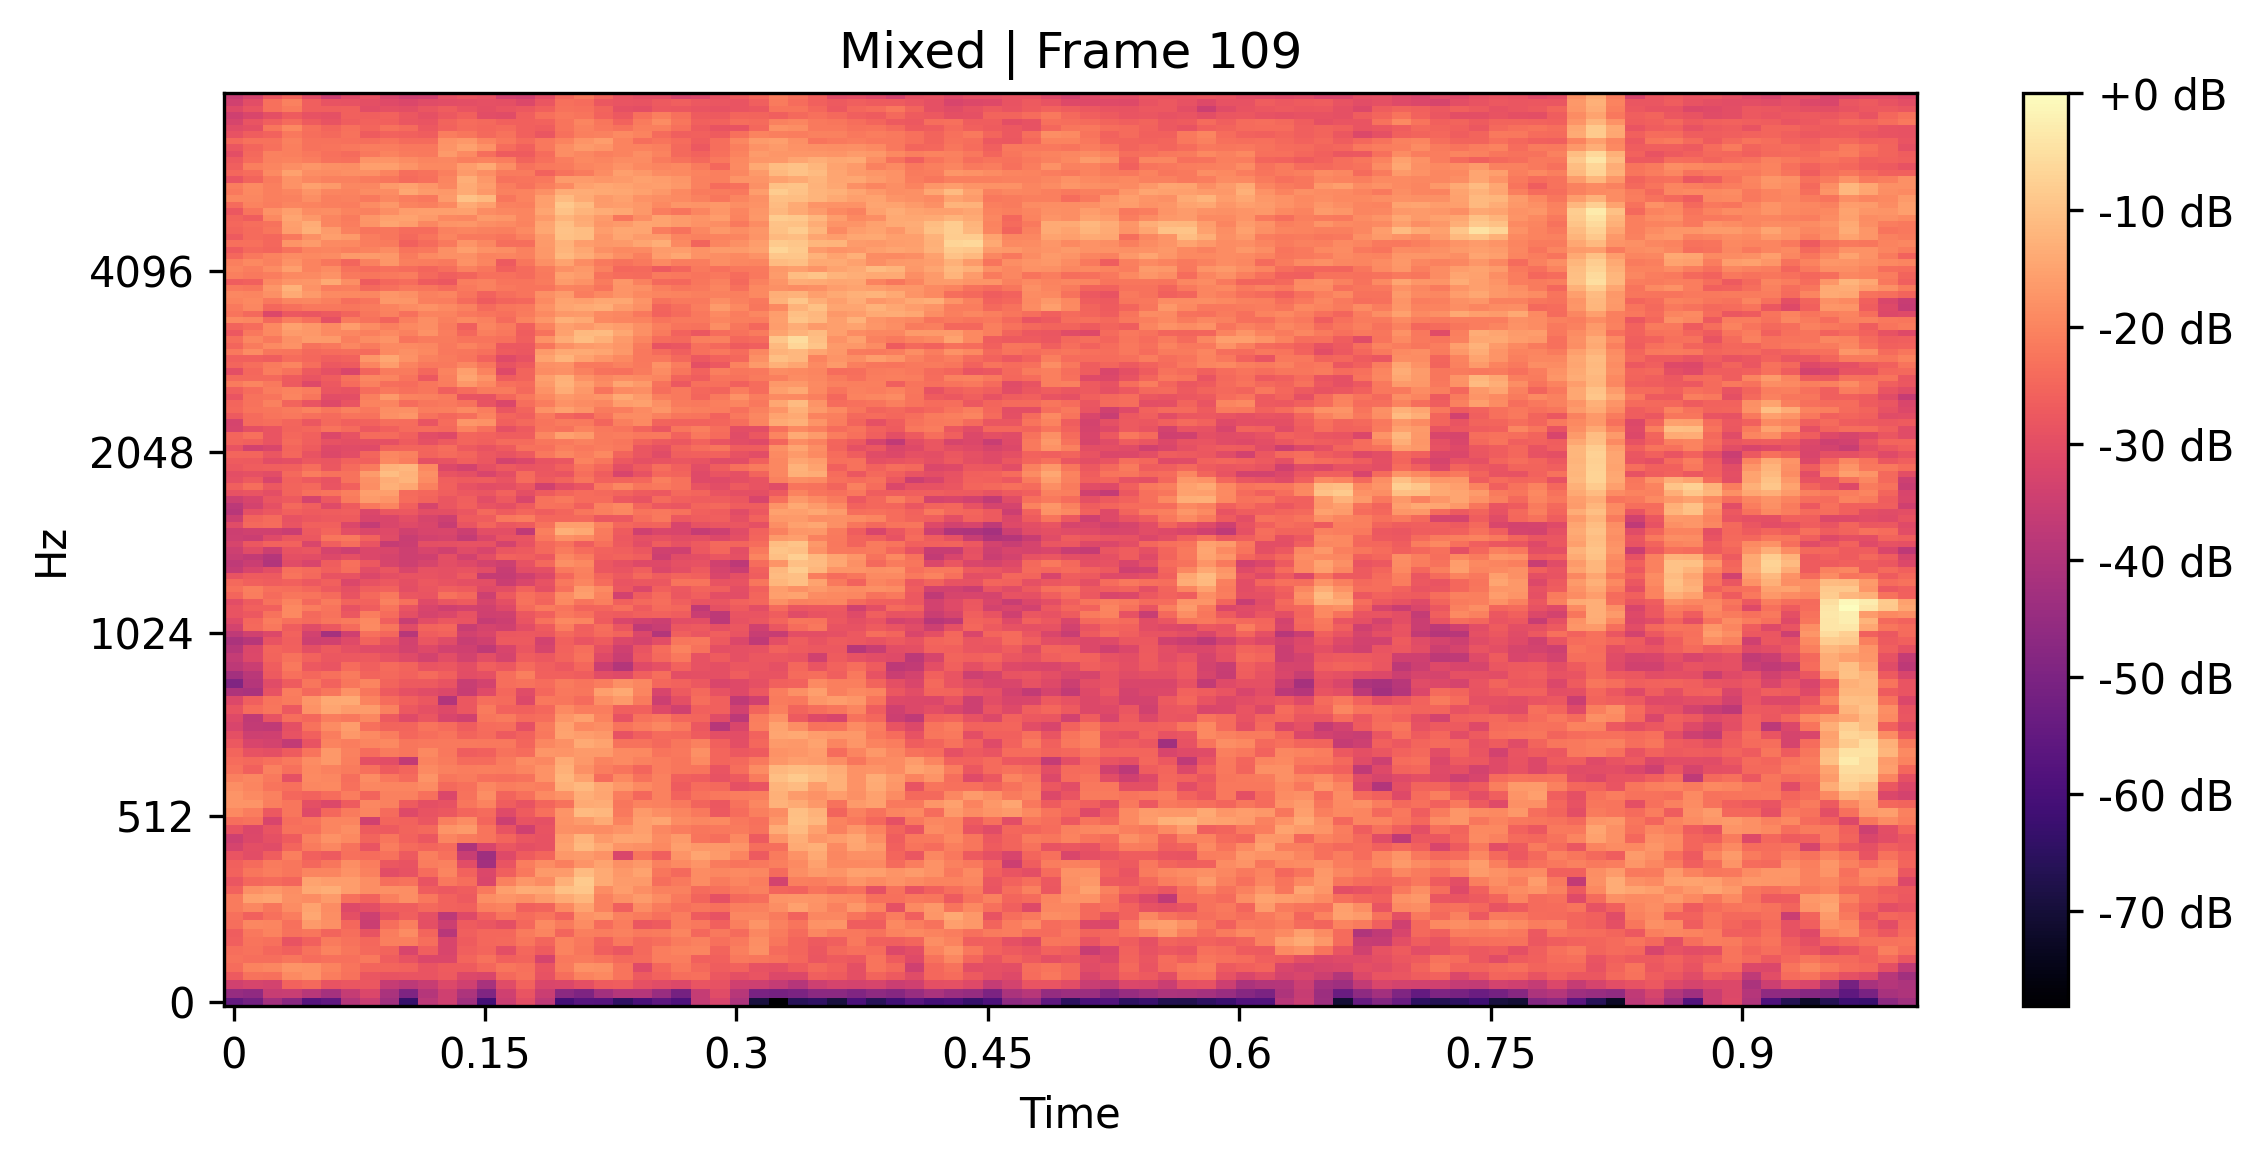 Mixed | Frame 109
+0 dB
-10 dB
-20 dB
-30 dB
-40 dB
-50 dB
-60 dB
-70 dB
4096
2048
1024
512
0
Hz
0 0.15 0.3 0.45 0.6 0.75 0.9
Time